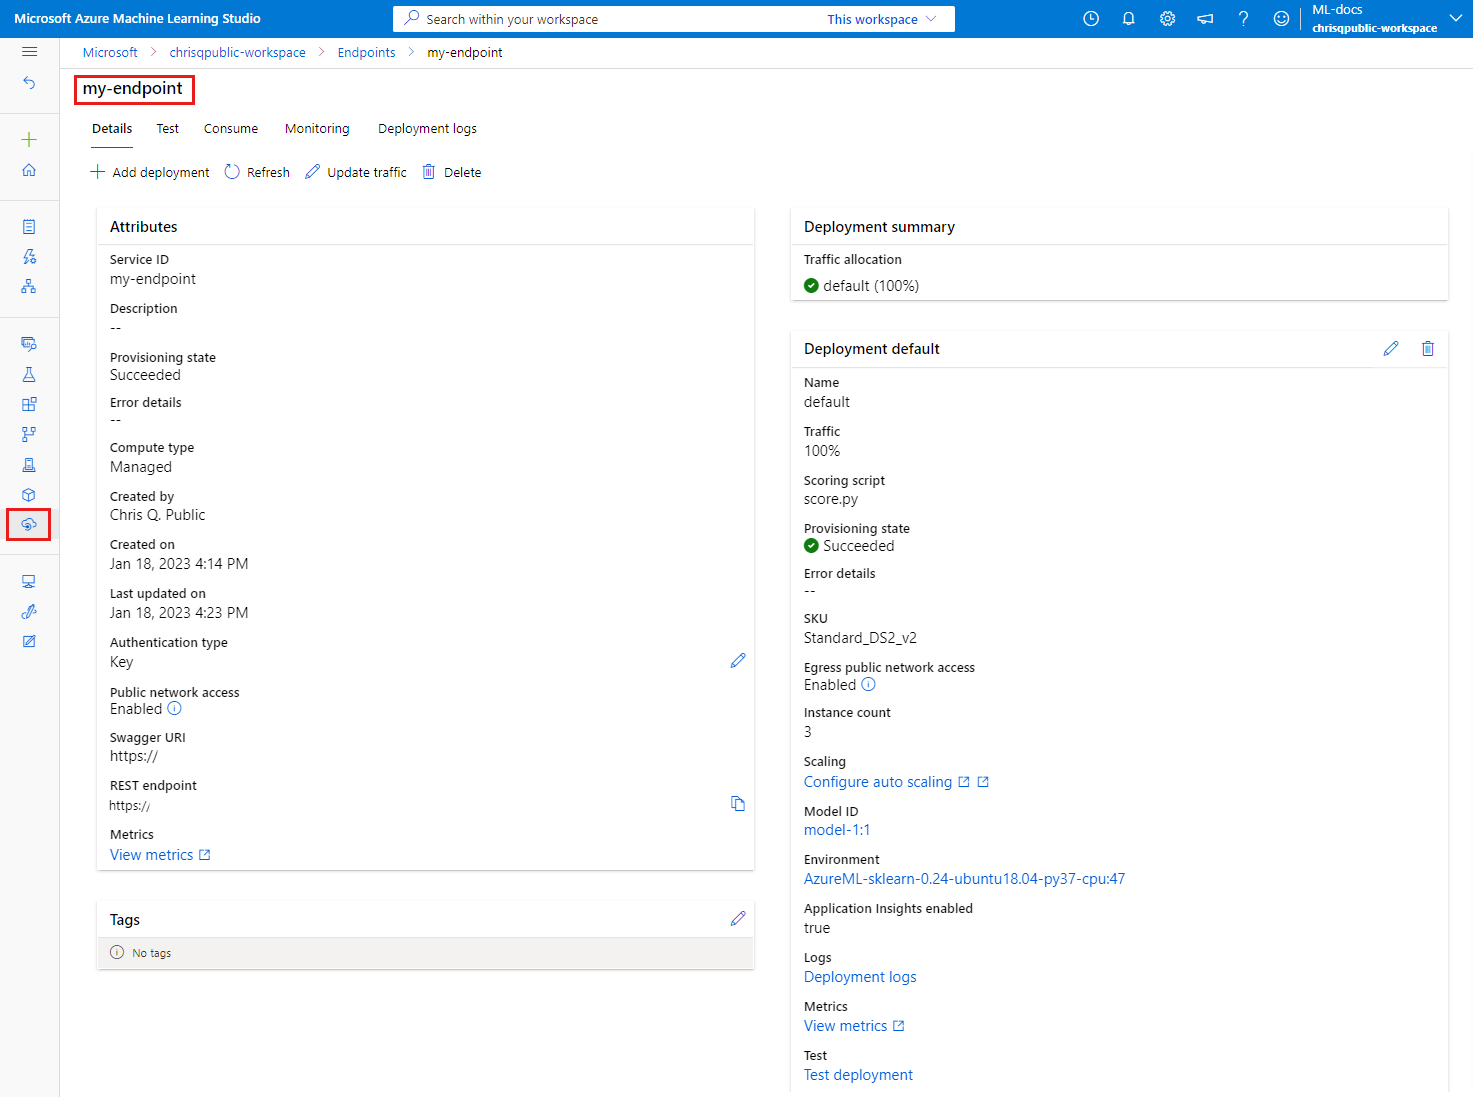 Microsoft Azure Machine Learning Studio
Search within your workspace
This workspace
ML-docs
chrisqpublic-workspace
Microsoft > chrisqpublic-workspace > Endpoints > my-endpoint
my-endpoint
Details Test Consume Monitoring Deployment logs
Add deployment Refresh Update traffic Delete
Attributes
Service ID
my-endpoint
Description
--
Provisioning state
Succeeded
Error details
--
Compute type
Managed
Created by
Chris Q. Public
Created on
Jan 18, 2023 4:14 PM
Last updated on
Jan 18, 2023 4:23 PM
Authentication type
Key
Public network access
Enabled
Swagger URI
https://
REST endpoint
https://
Metrics
View metrics
Tags
No tags
Deployment summary
Traffic allocation
default (100%)
Deployment default
Name
default
Traffic
100%
Scoring script
score.py
Provisioning state
Succeeded
Error details
--
SKU
Standard_DS2_v2
Egress public network access
Enabled
Instance count
3
Scaling
Configure auto scaling
Model ID
model-1:1
Environment
AzureML-sklearn-0.24-ubuntu18.04-py37-cpu:47
Application Insights enabled
true
Logs
Deployment logs
Metrics
View metrics
Test
Test deployment